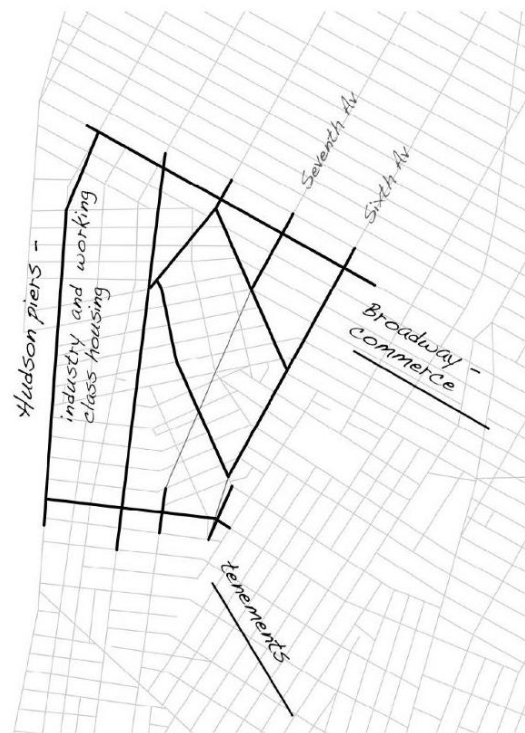 Seventh Av
Sixth Av
Hudson piers -
industry and working
class housing
Broadway -
commerce
tenements